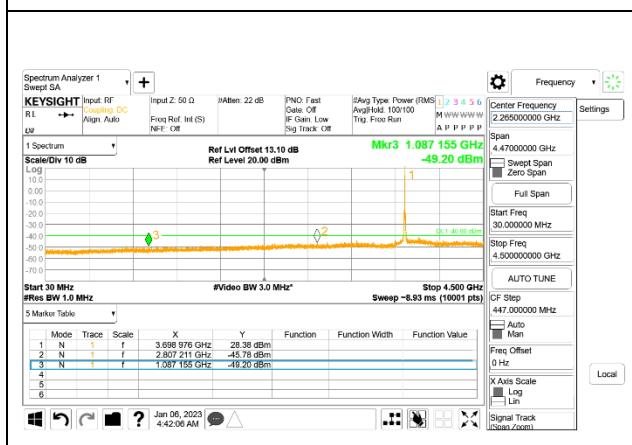 Spectrum Analyzer 1
Swept SA
+
Frequency
KEYSIGHT
RL
Input: RF
Coupling: DC
Align: Auto
Input Z: 50 Ω
Freq Ref: Int (S)
NFE: Off
#Atten: 22 dB
PNO: Fast
Gate: Off
IF Gain: Low
Sig Track: Off
#Avg Type: Power (RMS
Avg|Hold: 100/100
Trig: Free Run
1 2 3 4 5 6
M W W W W W
A P P P P P
Center Frequency
2.265000000 GHz
Settings
1 Spectrum
Scale/Div 10 dB
Ref Lvl Offset 13.10 dB
Ref Level 20.00 dBm
Mkr3 1.087 155 GHz
-49.20 dBm
Span
4.47000000 GHz
Swept Span
Zero Span
Full Span
Log
10.0
0.00
-10.0
-20.0
-30.0
-40.0
-50.0
-60.0
-70.0
1
2
3
DL1 -40.00 dBm
Start Freq
30.000000 MHz
Stop Freq
4.500000000 GHz
AUTO TUNE
Start 30 MHz
#Res BW 1.0 MHz
#Video BW 3.0 MHz*
Stop 4.500 GHz
Sweep ~8.93 ms (10001 pts)
CF Step
447.000000 MHz
Auto
Man
5 Marker Table
Mode Trace Scale X Y Function Function Width Function Value
1 N 1 f 3.698 976 GHz 28.38 dBm
2 N 1 f 2.807 211 GHz -45.78 dBm
3 N 1 f 1.087 155 GHz -49.20 dBm
4
5
6
Freq Offset
0 Hz
X Axis Scale
Log
Lin
Local
Signal Track
(Span Zoom)
?
Jan 06, 2023
4:42:06 AM